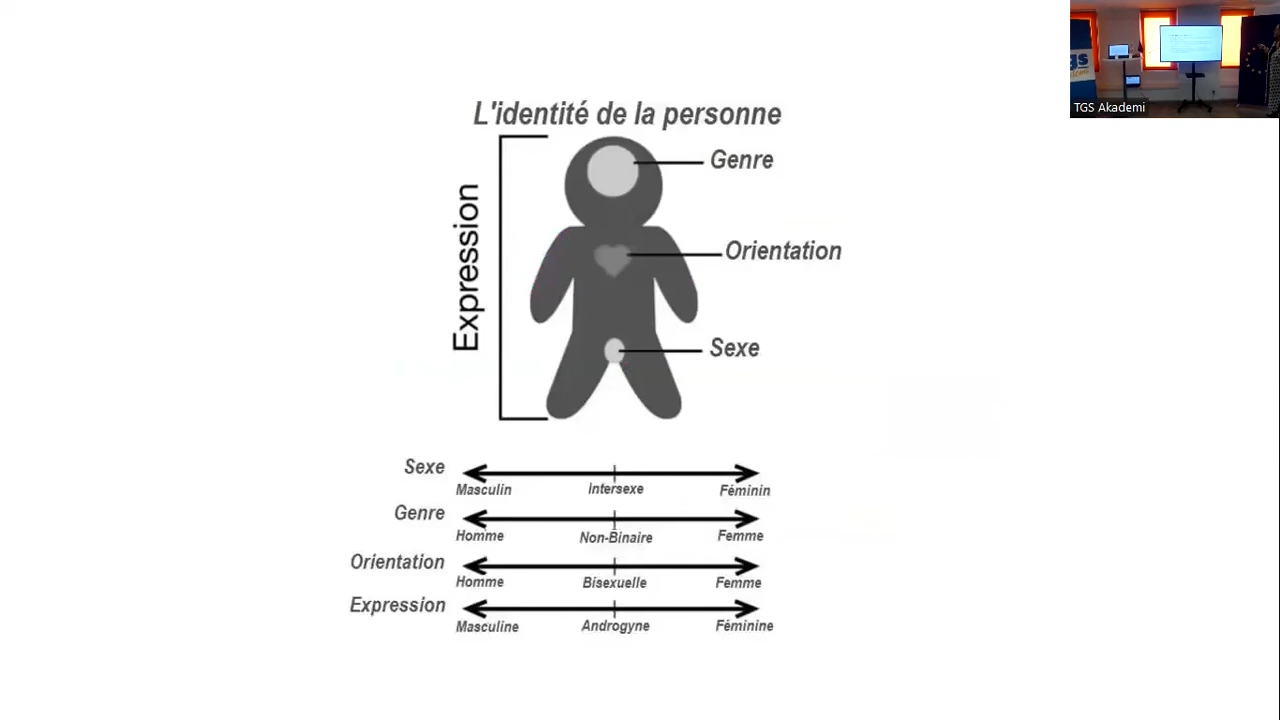 L'identité de la personne
Expression
Genre
Orientation
Sexe
Sexe
Masculin Intersexe Féminin
Genre
Homme Non-Binaire Femme
Orientation
Homme Bisexuelle Femme
Expression
Masculine Androgyne Féminine
gs
TGS Akademi